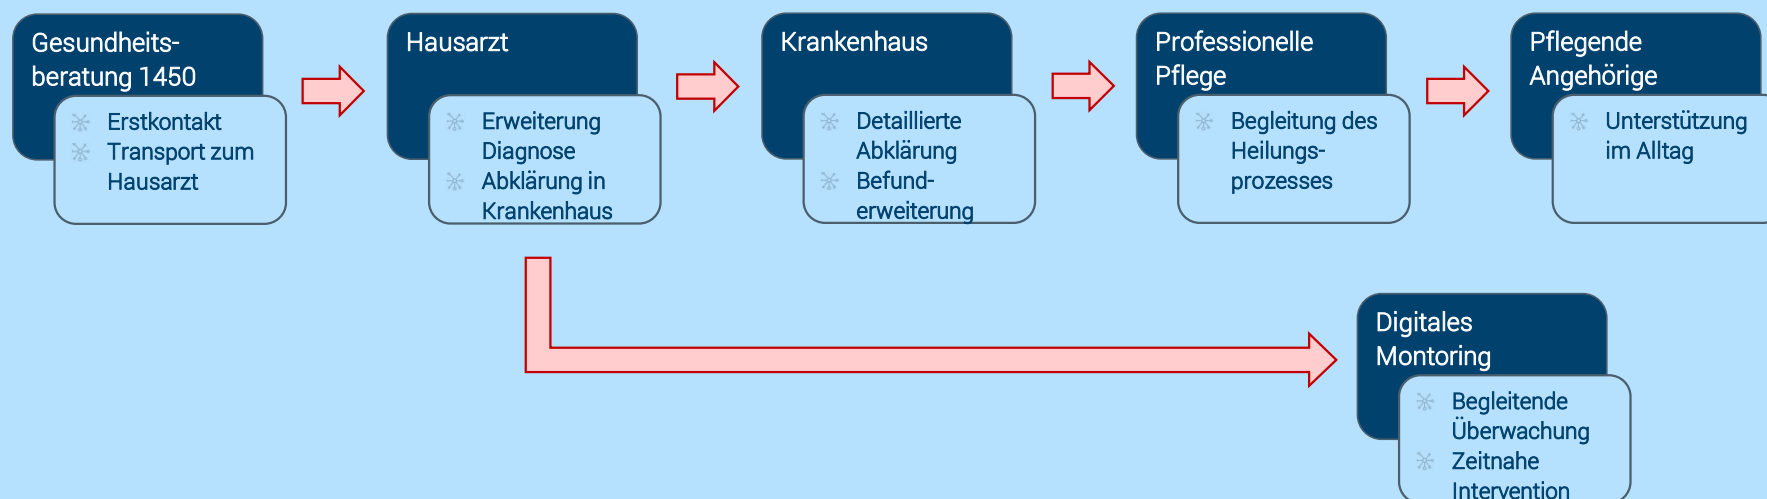 Gesundheits-
beratung 1450
Erstkontakt
Transport zum
Hausarzt
Hausarzt
Erweiterung
Diagnose
Abklärung in
Krankenhaus
Krankenhaus
Detaillierte
Abklärung
Befund-
erweiterung
Professionelle
Pflege
Begleitung des
Heilungs-
prozesses
Pflegende
Angehörige
Unterstützung
im Alltag
Digitales
Montoring
Begleitende
Überwachung
Zeitnahe
Intervention